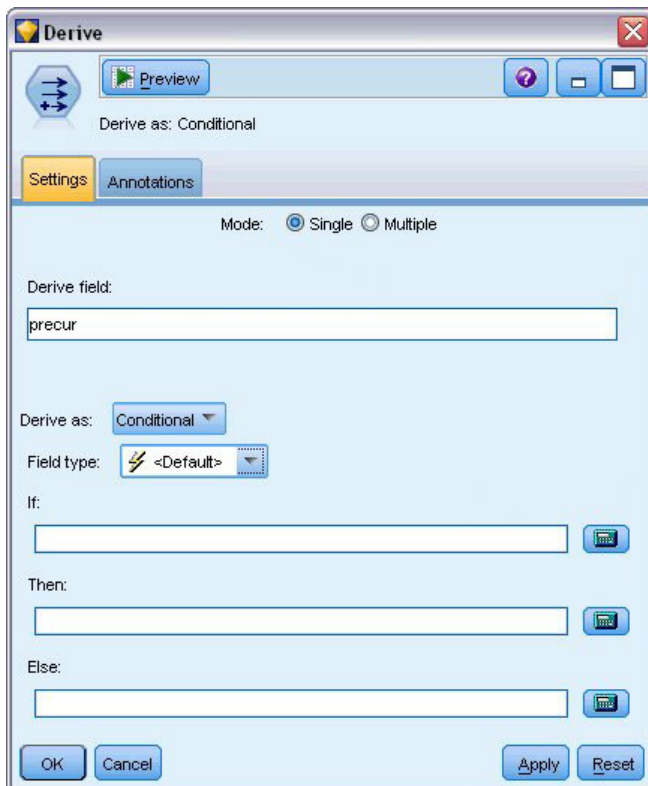 Derive
Preview
Derive as: Conditional
Settings Annotations
Mode: Single Multiple
Derive field:
precur
Derive as: Conditional
Field type: <Default>
If:
Then:
Else:
OK Cancel Apply Reset